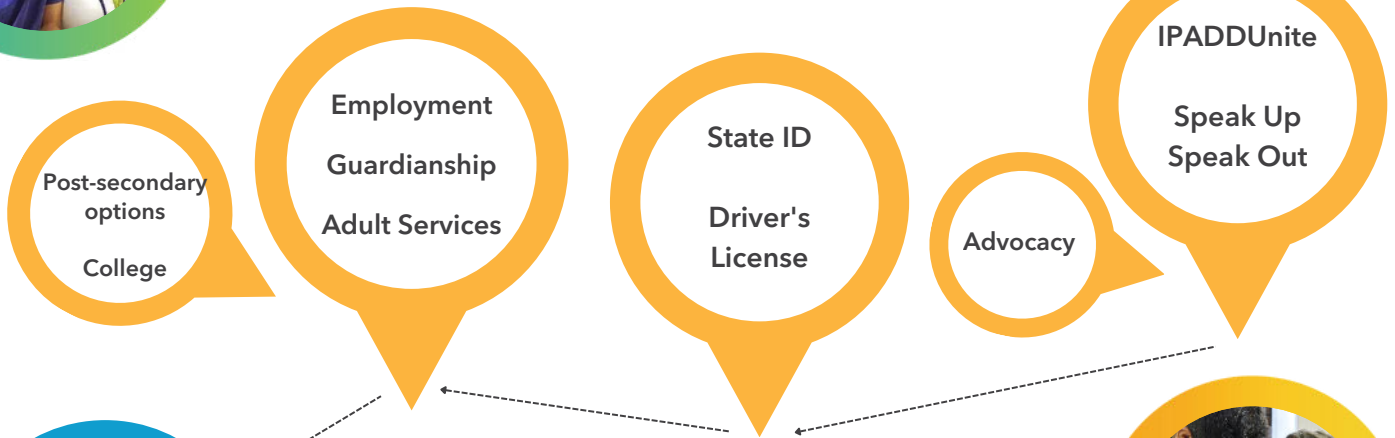 Post-secondary
options
College
Employment
Guardianship
Adult Services
State ID
Driver's
License
Advocacy
IPADDUnite
Speak Up
Speak Out